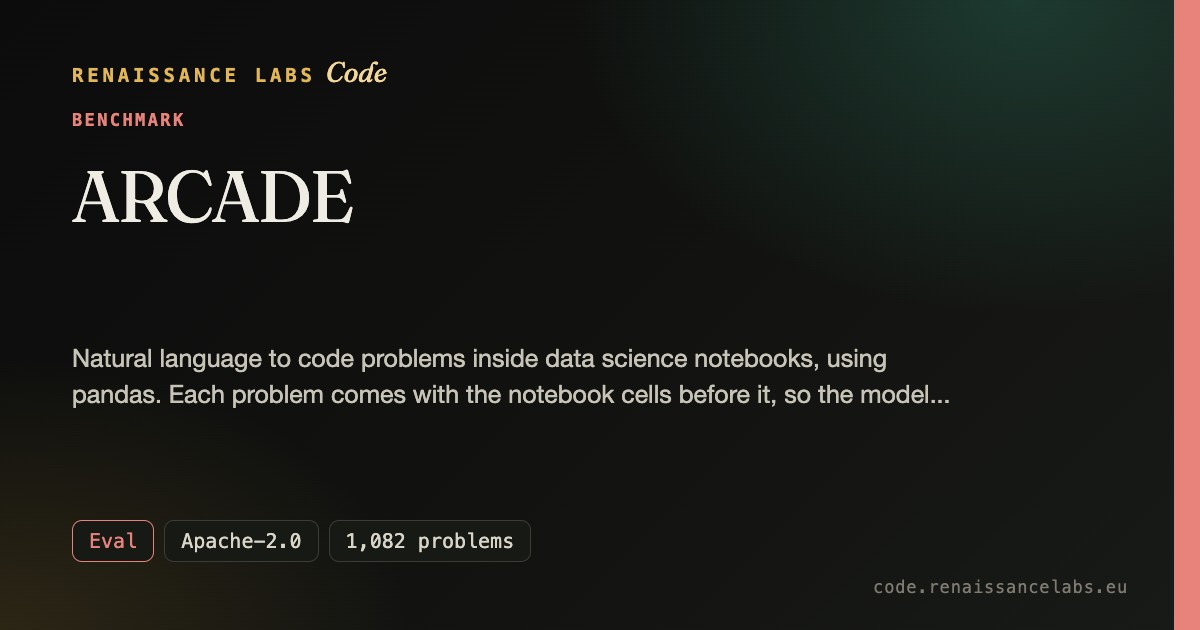 RENAISSANCE LABS Code
BENCHMARK
ARCADE
Natural language to code problems inside data science notebooks, using
pandas. Each problem comes with the notebook cells before it, so the model...
Eval
Apache-2.0
1,082 problems
code.renaissancelabs.eu